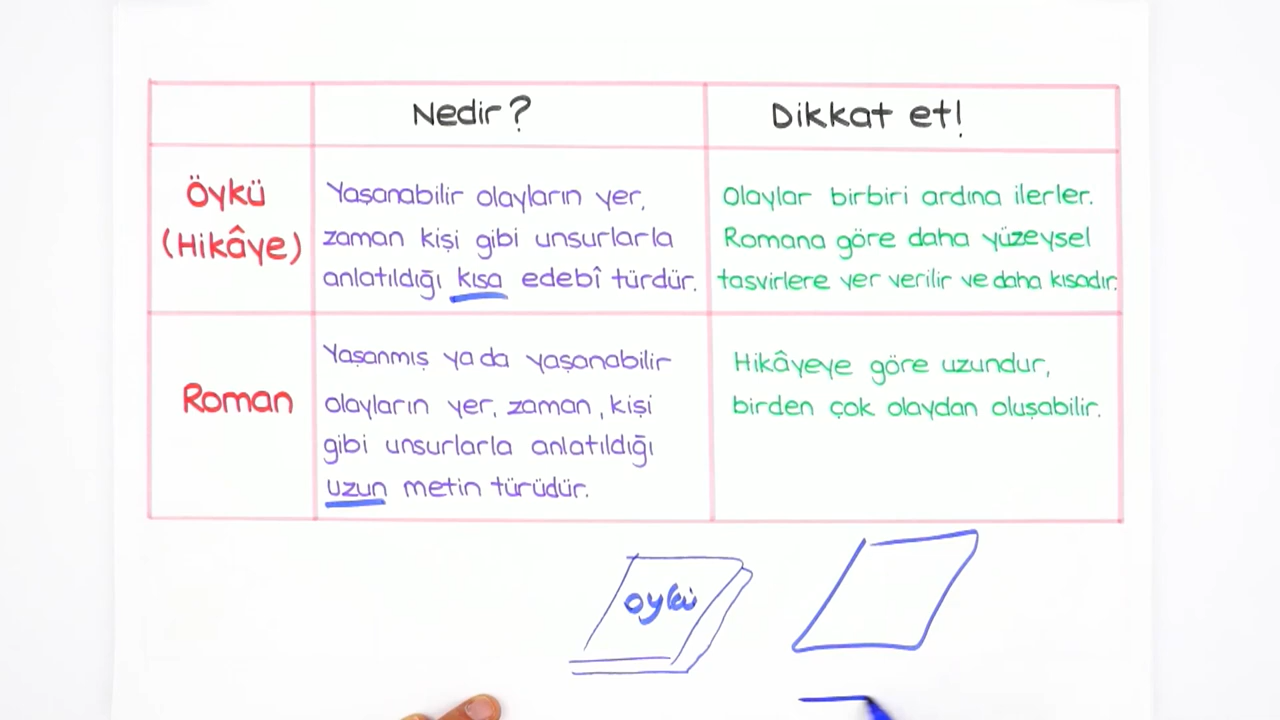 Nedir?
Dikkat et!
Öykü
(Hikâye)
Yaşanabilir olayların yer,
zaman kişi gibi unsurlarla
anlatıldığı kısa edebî türdür.
Olaylar birbiri ardına ilerler.
Romana göre daha yüzeysel
tasvirlere yer verilir ve daha kısadır.
Roman
Yaşanmış ya da yaşanabilir
olayların yer, zaman, kişi
gibi unsurlarla anlatıldığı
uzun metin türüdür.
Hikâyeye göre uzundur,
birden çok olaydan oluşabilir.
öykü